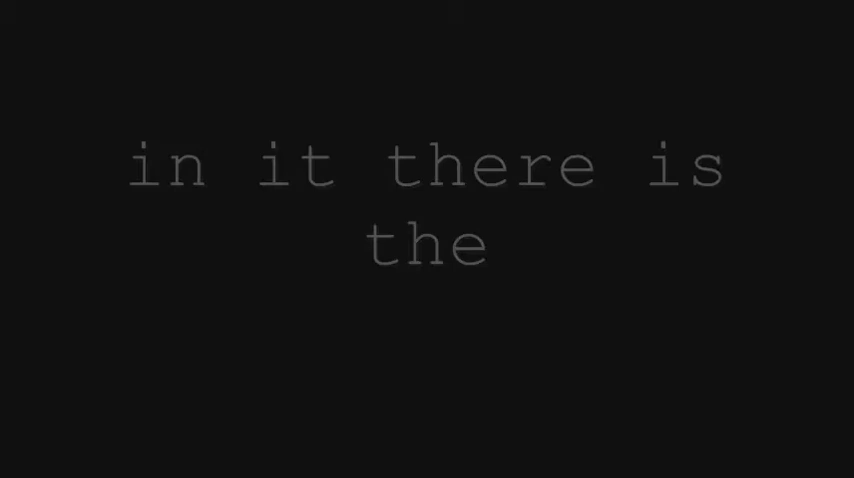 in it there is
the